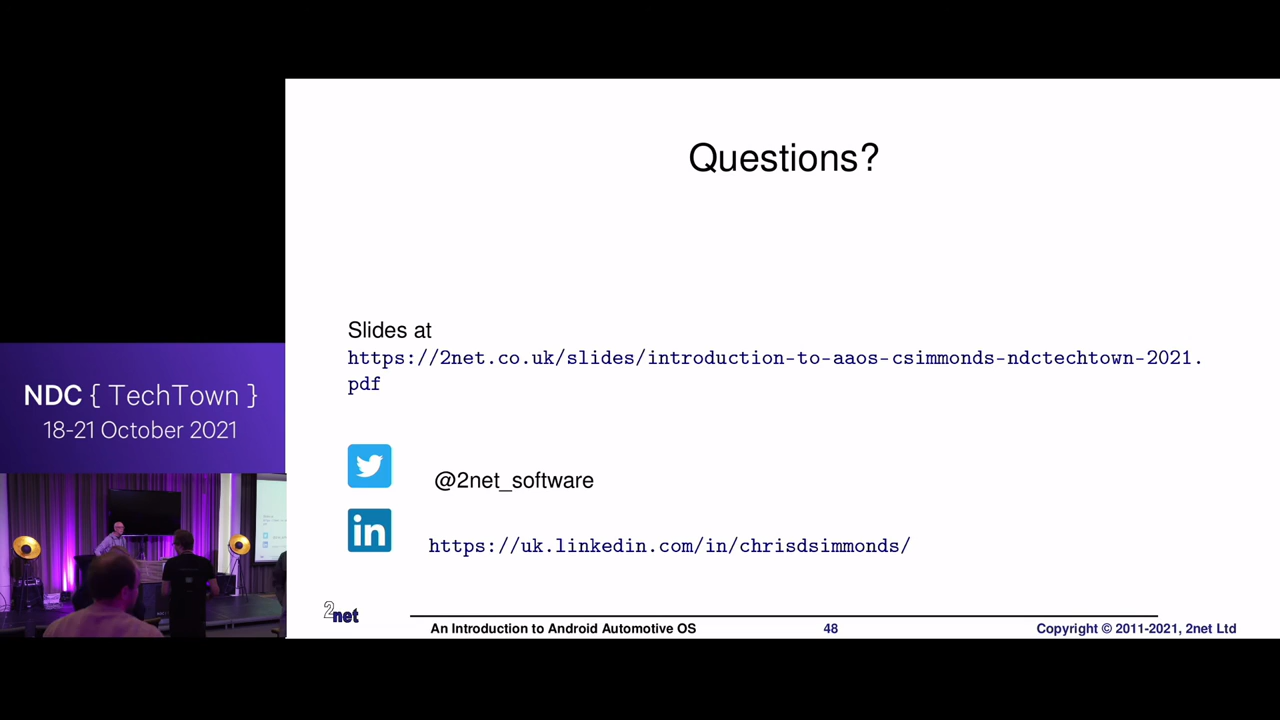 Questions?
Slides at
https://2net.co.uk/slides/introduction-to-aaos-csimmonds-ndctechtown-2021.
pdf
NDC { TechTown }
18-21 October 2021
@2net_software
in
https://uk.linkedin.com/in/chrisdsimmonds/
2net
An Introduction to Android Automotive OS 48 Copyright © 2011-2021, 2net Ltd